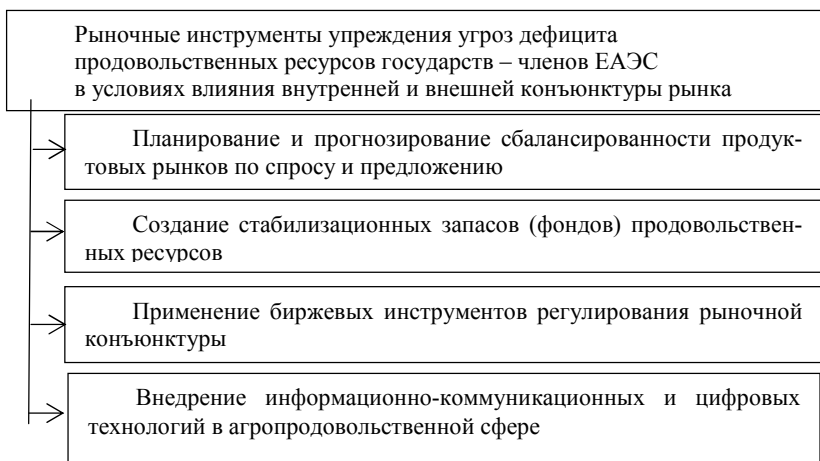 Рыночные инструменты упреждения угроз дефицита
продовольственных ресурсов государств – членов ЕАЭС
в условиях влияния внутренней и внешней конъюнктуры рынка
Планирование и прогнозирование сбалансированности продук-
товых рынков по спросу и предложению
Создание стабилизационных запасов (фондов) продовольствен-
ных ресурсов
Применение биржевых инструментов регулирования рыночной
конъюнктуры
Внедрение информационно-коммуникационных и цифровых
технологий в агропродовольственной сфере